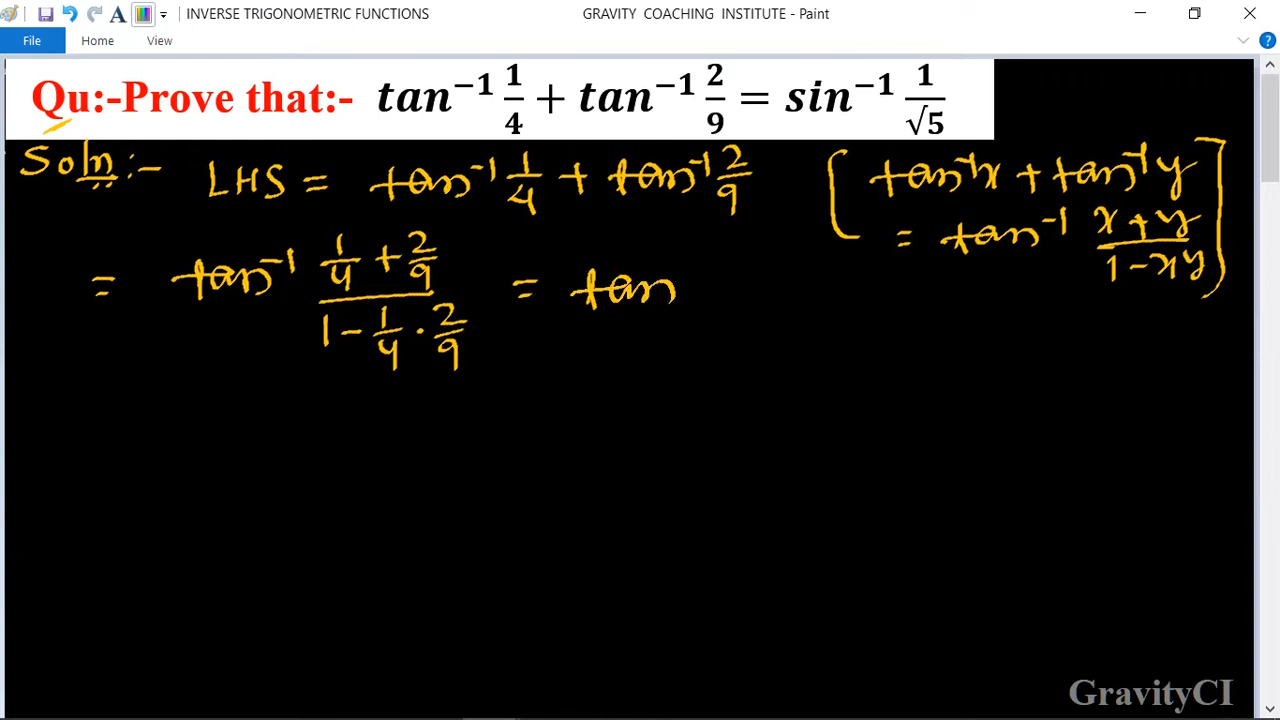 INVERSE TRIGONOMETRIC FUNCTIONS GRAVITY COACHING INSTITUTE - Paint
File Home View
Qu:-Prove that:- tan⁻¹ 1/4 + tan⁻¹ 2/9 = sin⁻¹ 1/√5
Soln:- LHS = tan⁻¹ 1/4 + tan⁻¹ 2/9 [tan⁻¹x + tan⁻¹y
= tan⁻¹ (x+y)/(1-xy)]
= tan⁻¹ (1/4 + 2/9)/(1 - 1/4 · 2/9) = tan
GravityCI